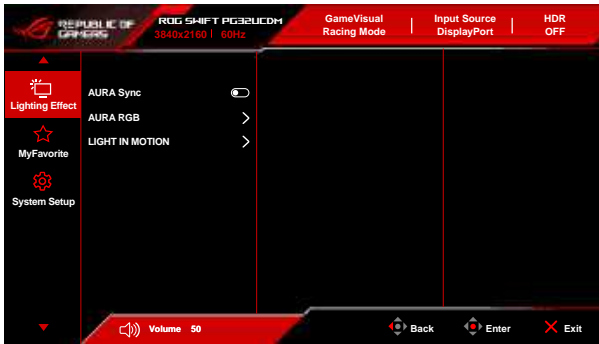 REPUBLIC OF
GAMERS
ROG SWIFT PG32UCDM
3840x2160 | 60Hz
GameVisual
Racing Mode
Input Source
DisplayPort
HDR
OFF
Lighting Effect
MyFavorite
System Setup
AURA Sync
AURA RGB
LIGHT IN MOTION
Volume 50
Back
Enter
Exit